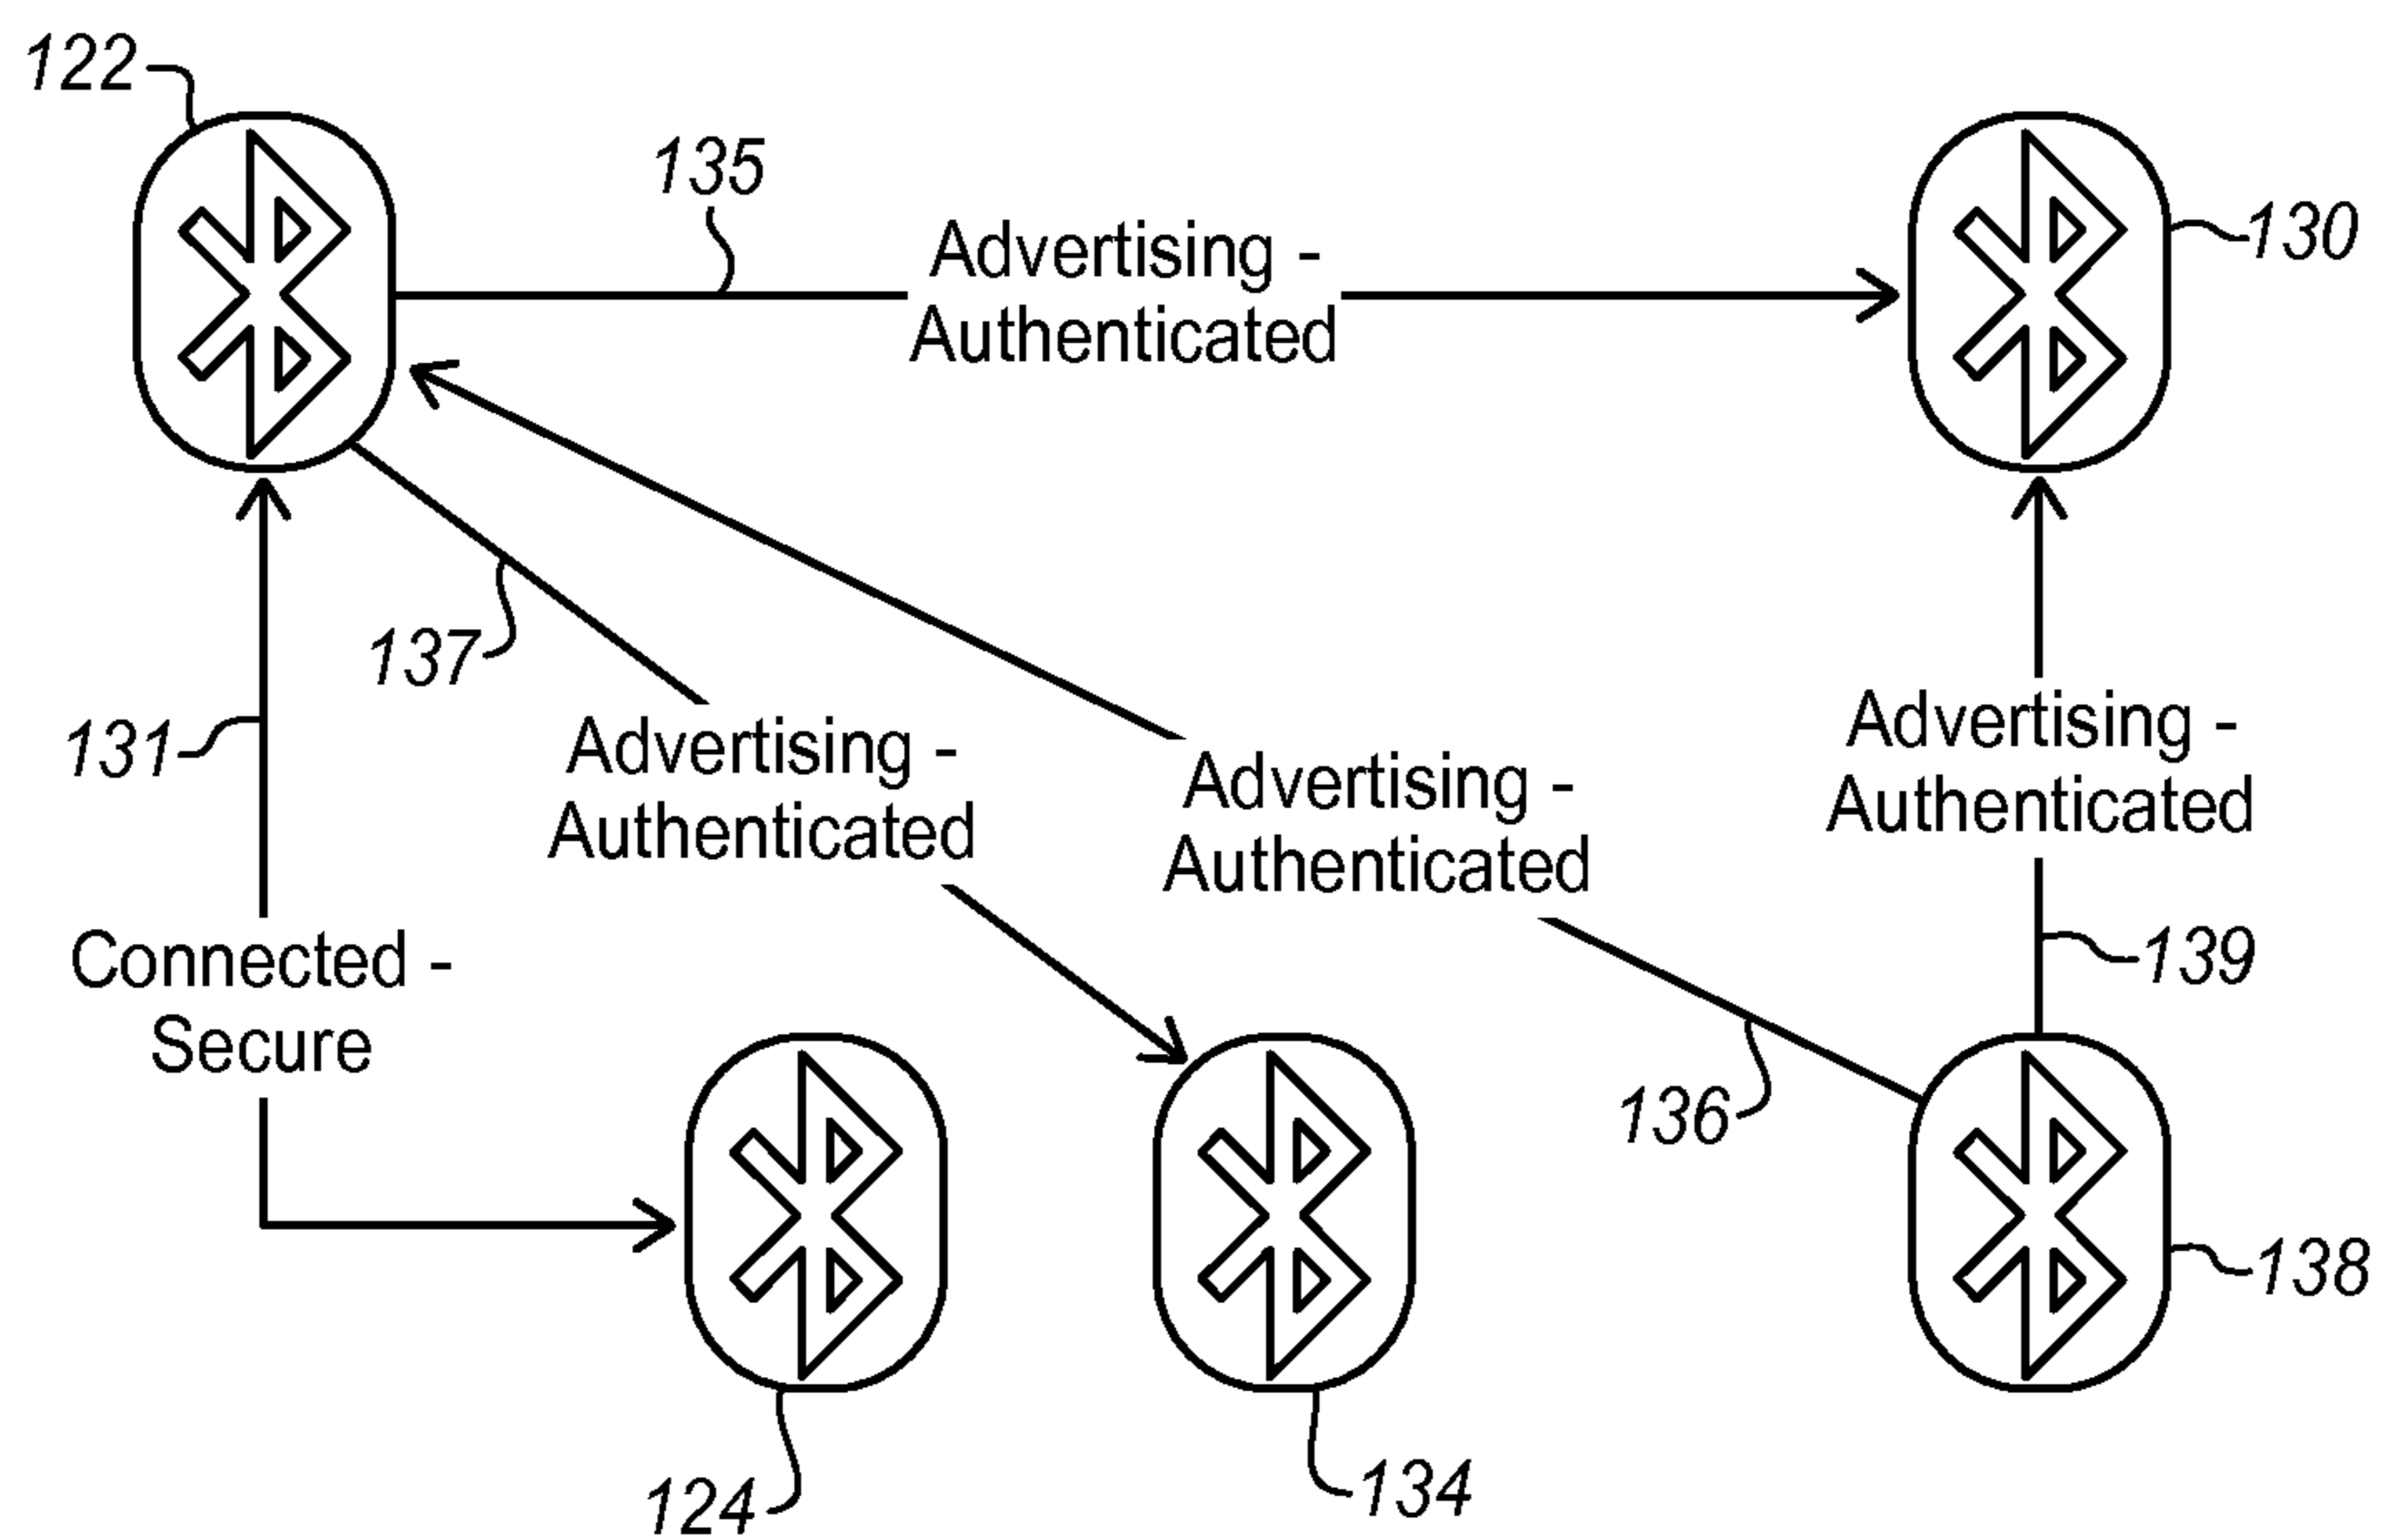 122
135
Advertising -
Authenticated
130
137
131
Advertising -
Authenticated
Advertising -
Authenticated
Advertising -
Authenticated
Connected -
Secure
139
136
138
124
134